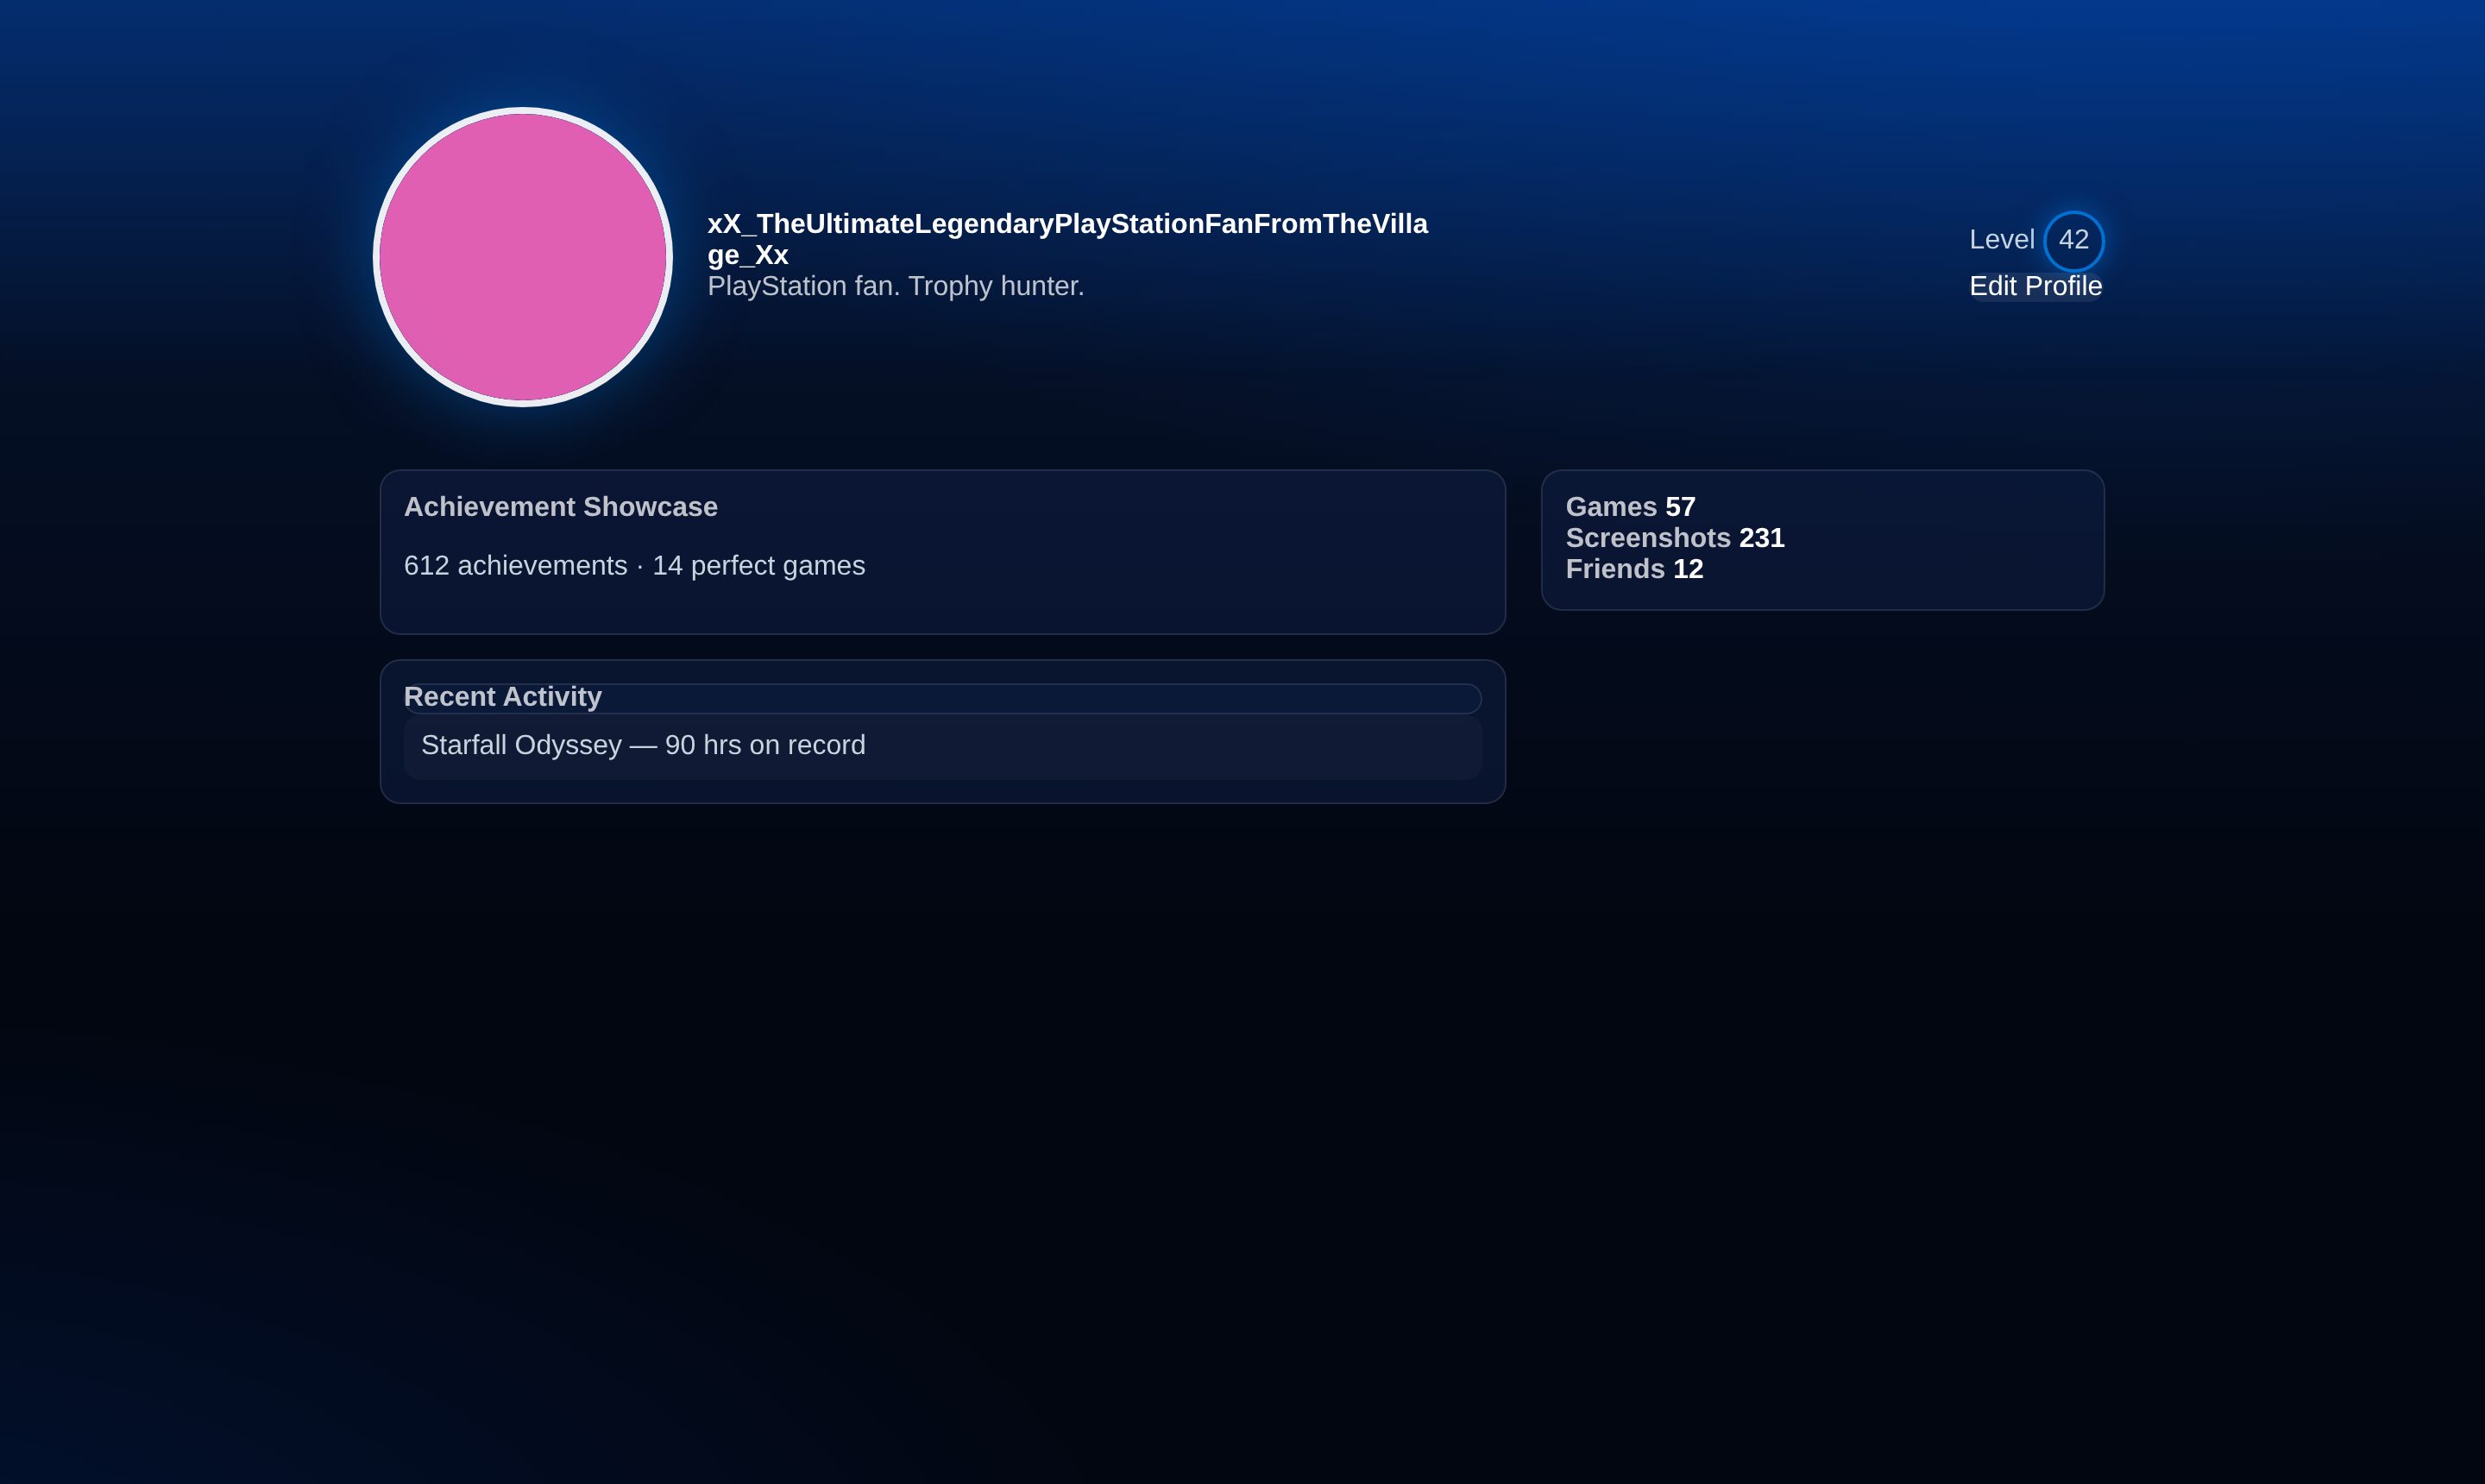 xX_TheUltimateLegendaryPlayStationFanFromTheVilla
ge_Xx
PlayStation fan. Trophy hunter.
Level 42
Edit Profile
Achievement Showcase
612 achievements · 14 perfect games
Games 57
Screenshots 231
Friends 12
Recent Activity
Starfall Odyssey — 90 hrs on record